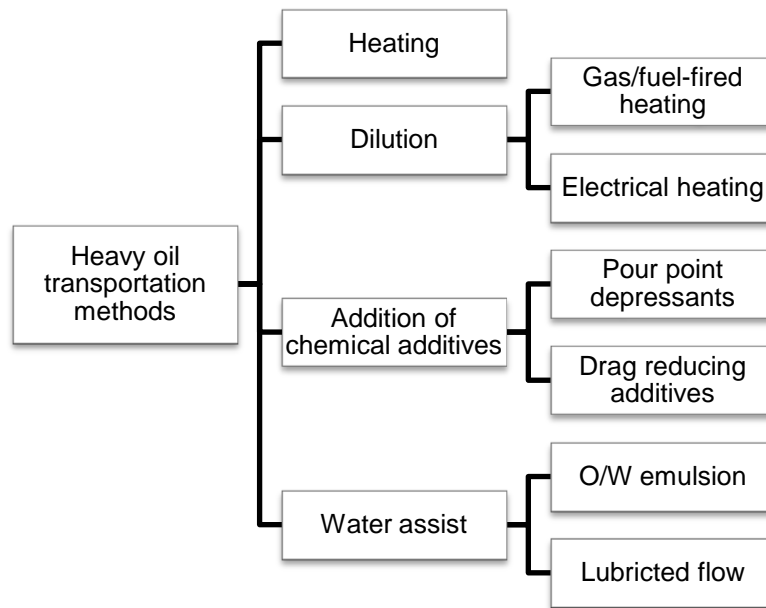 Heavy oil
transportation
methods
Heating
Dilution
Gas/fuel-fired
heating
Electrical heating
Addition of
chemical additives
Pour point
depressants
Drag reducing
additives
Water assist
O/W emulsion
Lubricted flow